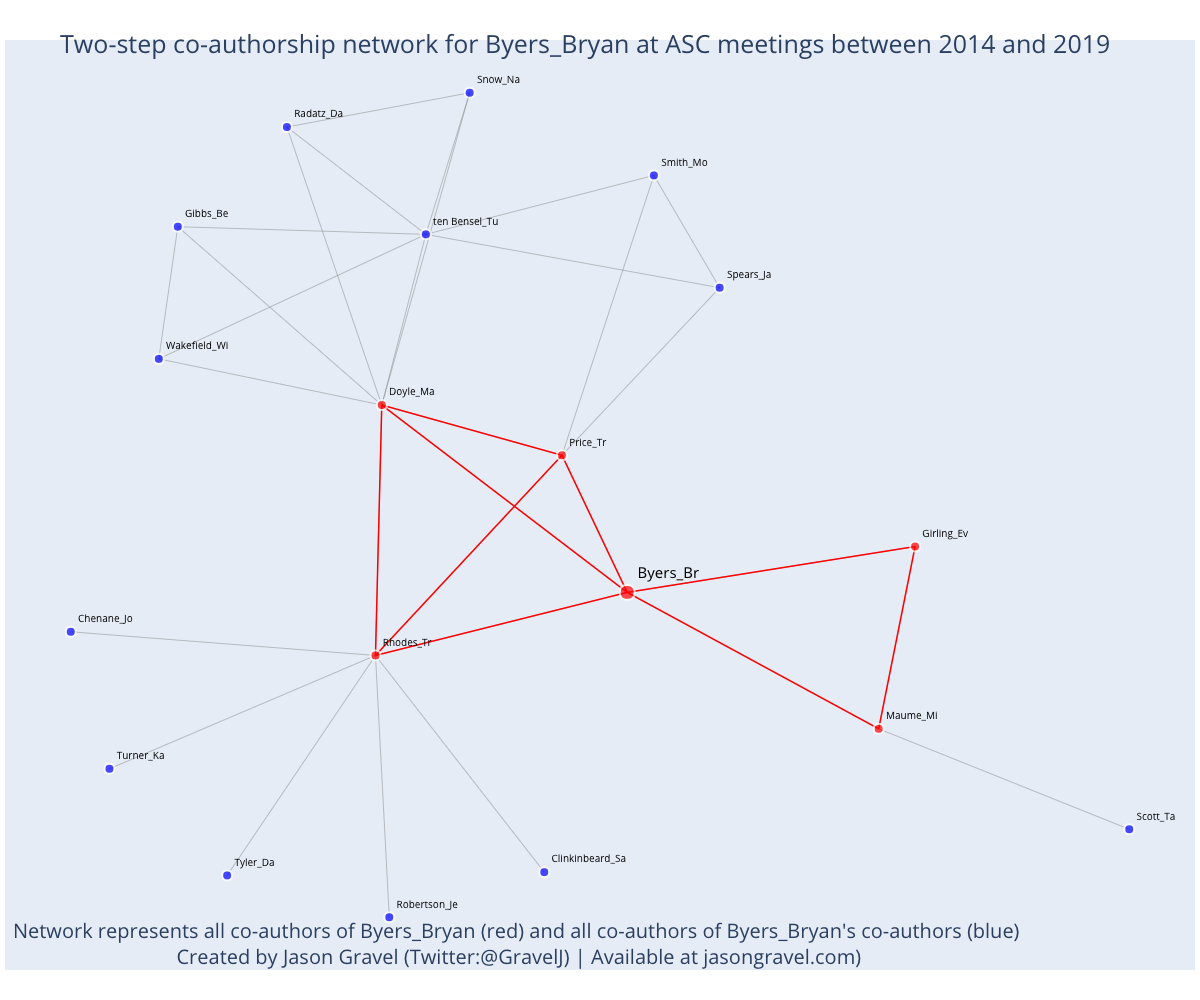 Two-step co-authorship network for Byers_Bryan at ASC meetings between 2014 and 2019
Snow_Na
Radatz_Da
Smith_Mo
Gibbs_Be
ten Bensel_Tu
Spears_Ja
Wakefield_Wi
Doyle_Ma
Price_Tr
Girling_Ev
Byers_Br
Chenane_Jo
Rhodes_Tr
Maume_Mi
Turner_Ka
Scott_Ta
Clinkinbeard_Sa
Tyler_Da
Robertson_Je
Network represents all co-authors of Byers_Bryan (red) and all co-authors of Byers_Bryan's co-authors (blue)
Created by Jason Gravel (Twitter:@GravelJ) | Available at jasongravel.com)